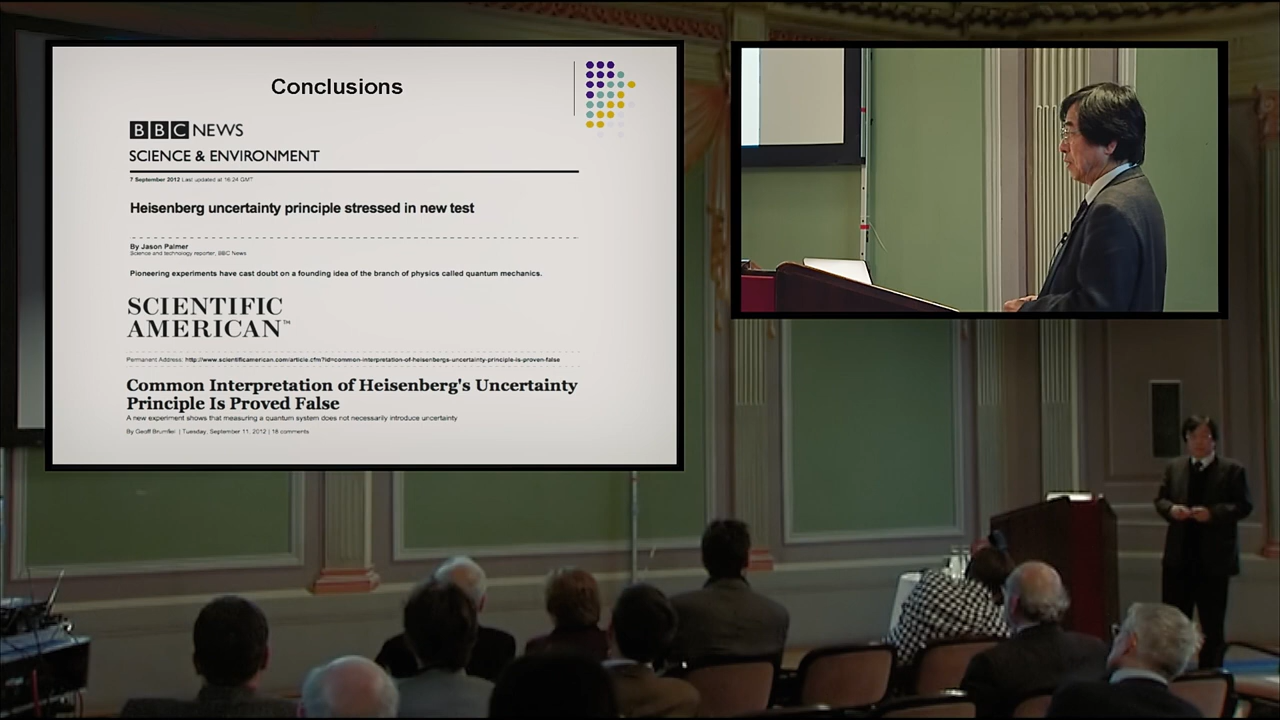 Conclusions
BBC NEWS
SCIENCE & ENVIRONMENT
7 September 2012 Last updated at 16:24 GMT
Heisenberg uncertainty principle stressed in new test
By Jason Palmer
Science and technology reporter, BBC News
Pioneering experiments have cast doubt on a founding idea of the branch of physics called quantum mechanics.
SCIENTIFIC
AMERICAN™
Permanent Address: http://www.scientificamerican.com/article.cfm?id=common-interpretation-of-heisenbergs-uncertainty-principle-is-proven-false
Common Interpretation of Heisenberg's Uncertainty
Principle Is Proved False
A new experiment shows that measuring a quantum system does not necessarily introduce uncertainty
By Geoff Brumfiel | Tuesday, September 11, 2012 | 18 comments